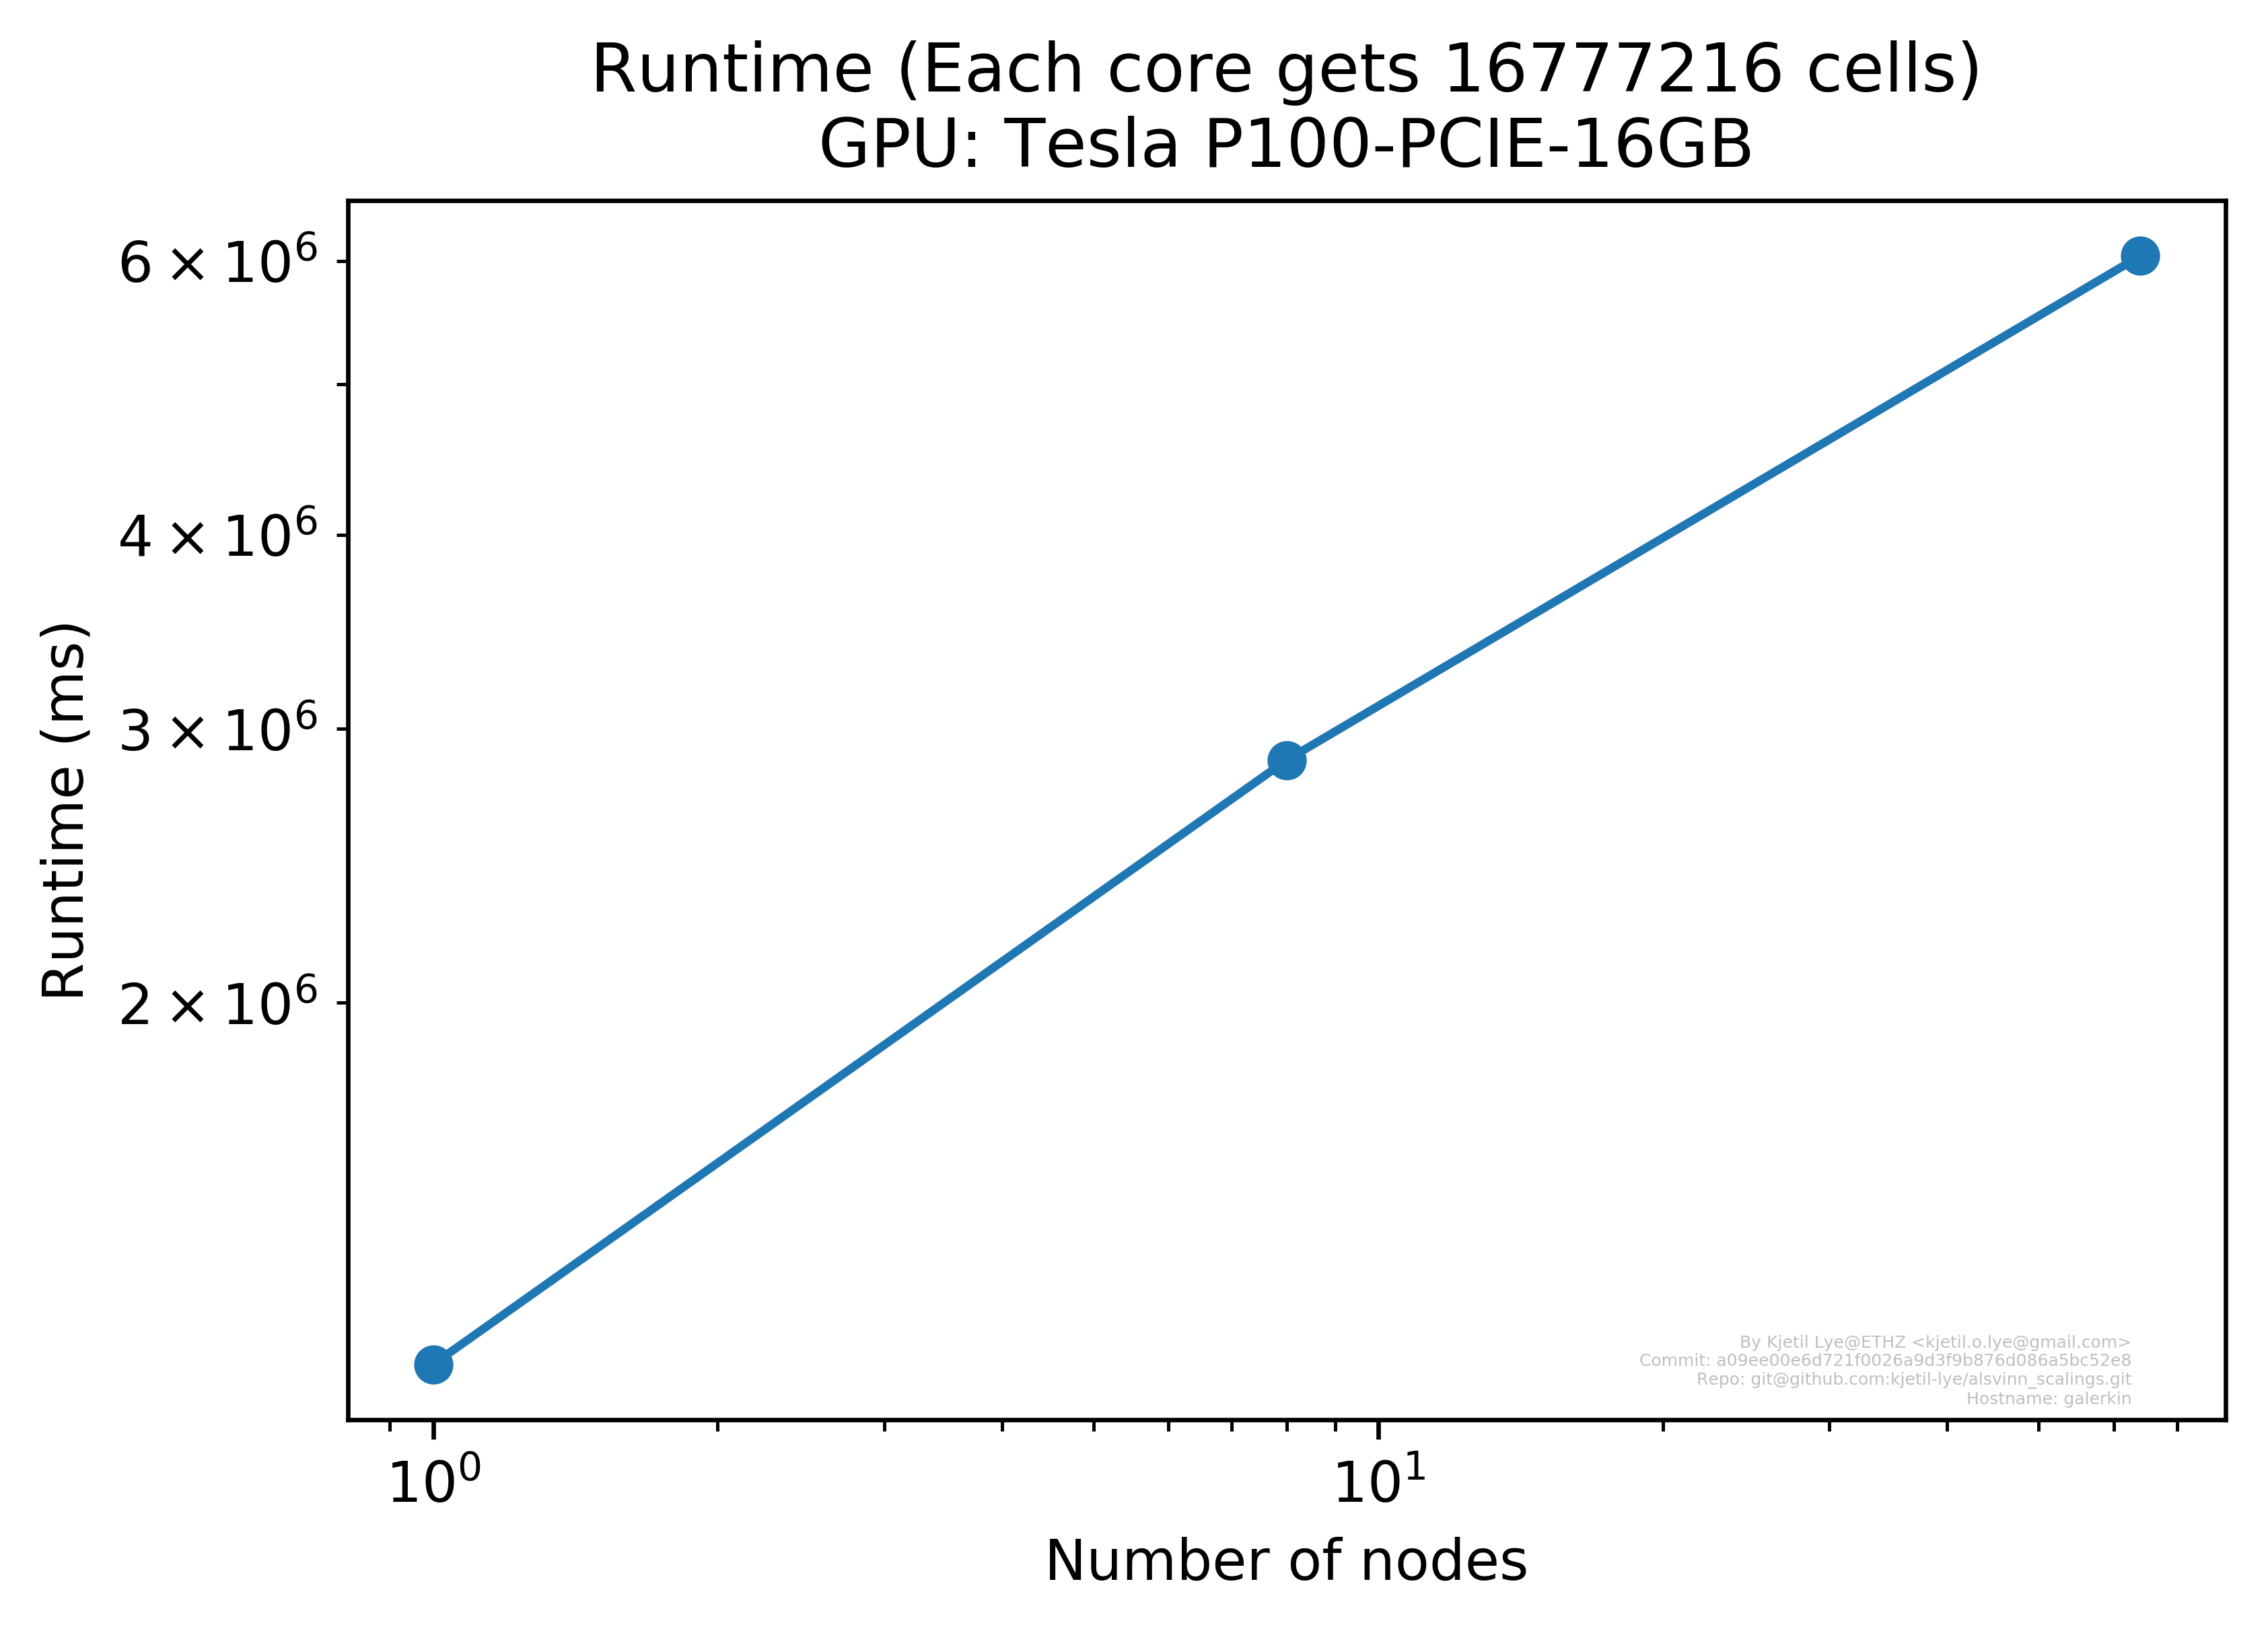 Runtime (Each core gets 16777216 cells)
GPU: Tesla P100-PCIE-16GB
6 × 10⁶
4 × 10⁶
3 × 10⁶
2 × 10⁶
Runtime (ms)
By Kjetil Lye@ETHZ <kjetil.o.lye@gmail.com>
Commit: a09ee00e6d721f0026a9d3f9b876d086a5bc52e8
Repo: git@github.com:kjetil-lye/alsvinn_scalings.git
Hostname: galerkin
10⁰ 10¹
Number of nodes